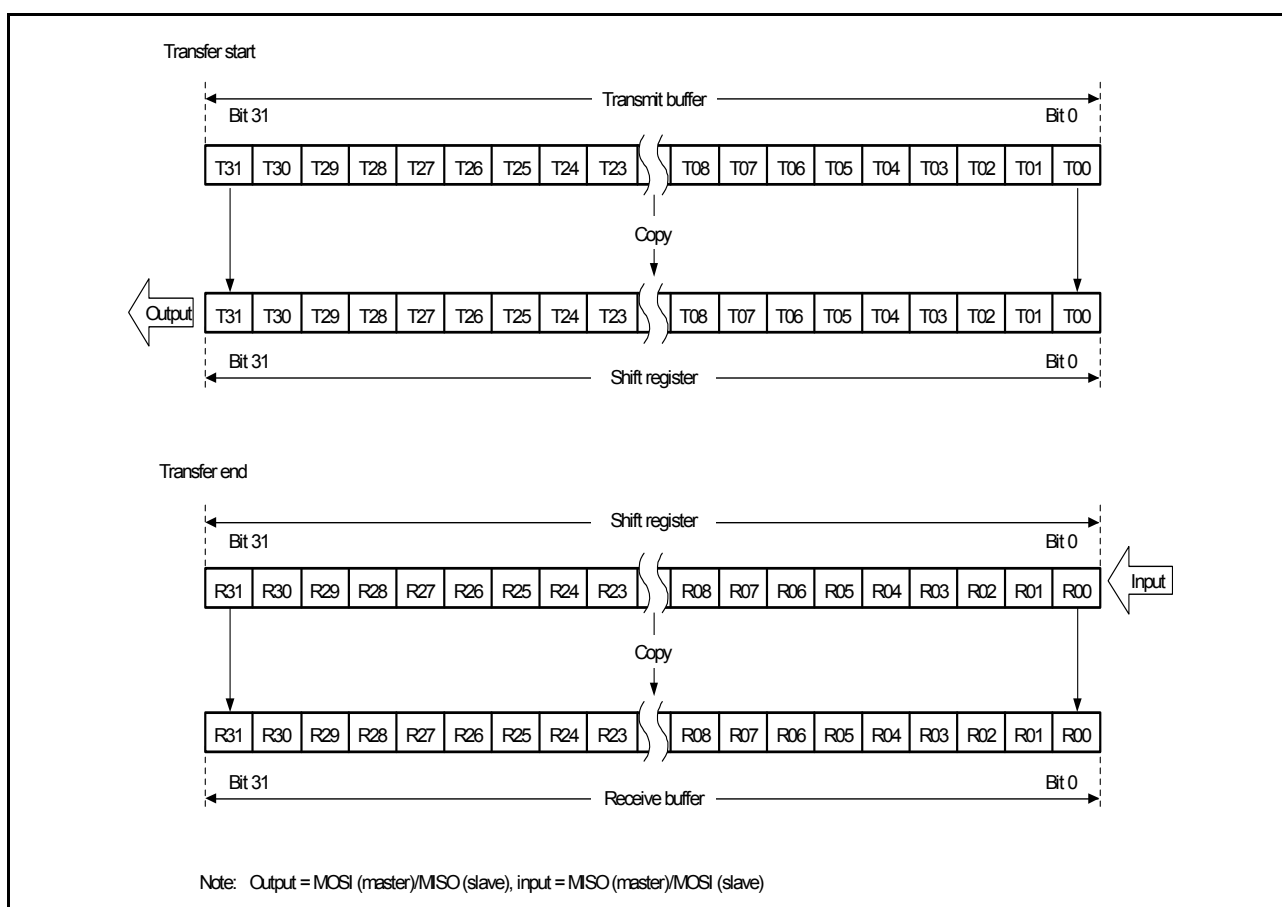 Transfer start
Transmit buffer
Bit 31 Bit 0
T31 T30 T29 T28 T27 T26 T25 T24 T23 T08 T07 T06 T05 T04 T03 T02 T01 T00
Copy
Output T31 T30 T29 T28 T27 T26 T25 T24 T23 T08 T07 T06 T05 T04 T03 T02 T01 T00
Bit 31 Bit 0
Shift register
Transfer end
Shift register
Bit 31 Bit 0
R31 R30 R29 R28 R27 R26 R25 R24 R23 R08 R07 R06 R05 R04 R03 R02 R01 R00 Input
Copy
R31 R30 R29 R28 R27 R26 R25 R24 R23 R08 R07 R06 R05 R04 R03 R02 R01 R00
Bit 31 Bit 0
Receive buffer
Note: Output = MOSI (master)/MISO (slave), input = MISO (master)/MOSI (slave)